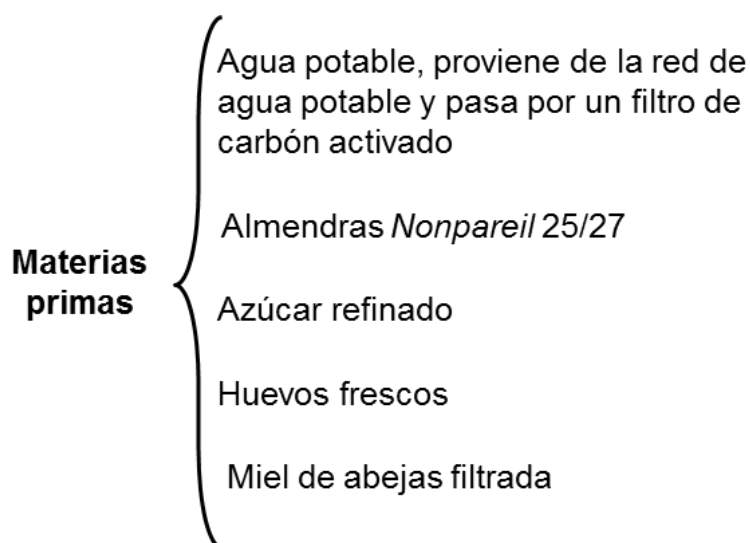 Agua potable, proviene de la red de
agua potable y pasa por un filtro de
carbón activado
Almendras Nonpareil 25/27
Materias
primas
Azúcar refinado
Huevos frescos
Miel de abejas filtrada